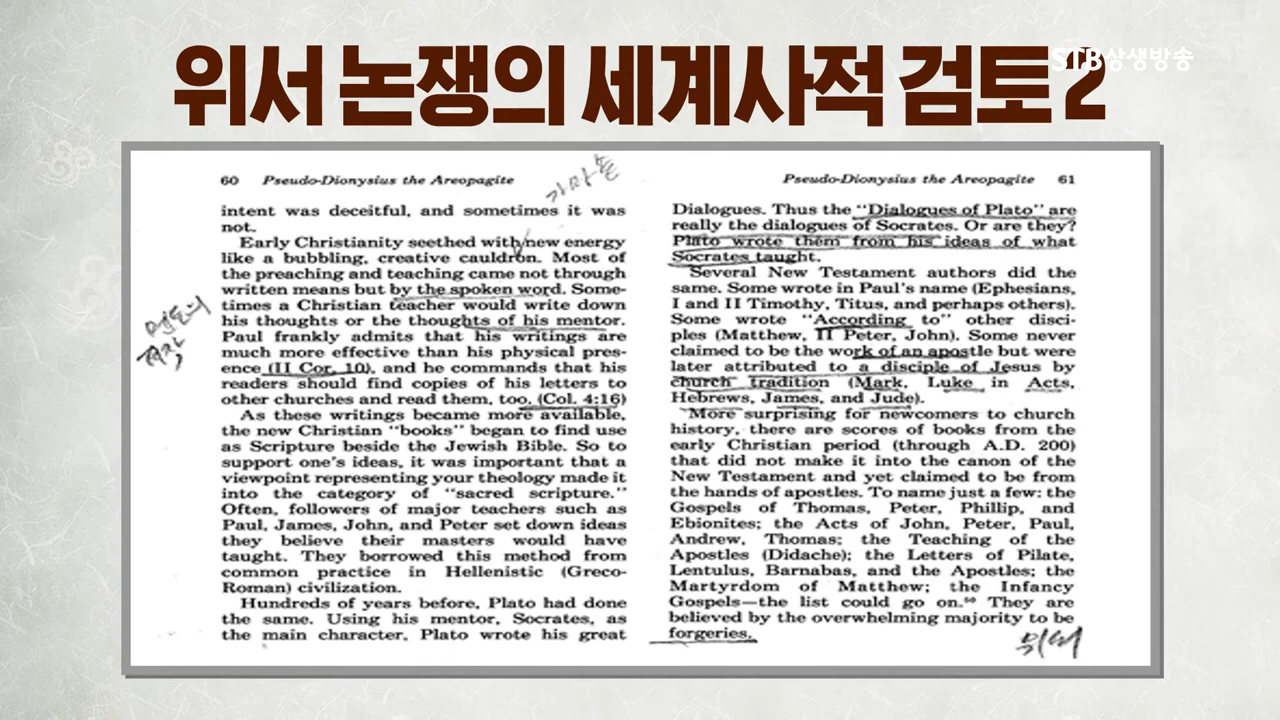 위서 논쟁의 세계사적 검토 2
STB상생방송
60 Pseudo-Dionysius the Areopagite
가마솥
intent was deceitful, and sometimes it was
not.
Early Christianity seethed with new energy
like a bubbling, creative cauldron. Most of
the preaching and teaching came not through
written means but by the spoken word. Some-
times a Christian teacher would write down
his thoughts or the thoughts of his mentor.
Paul frankly admits that his writings are
much more effective than his physical pres-
ence (II Cor. 10), and he commands that his
readers should find copies of his letters to
other churches and read them, too. (Col. 4:16)
As these writings became more available,
the new Christian "books" began to find use
as Scripture beside the Jewish Bible. So to
support one's ideas, it was important that a
viewpoint representing your theology made it
into the category of "sacred scripture."
Often, followers of major teachers such as
Paul, James, John, and Peter set down ideas
they believe their masters would have
taught. They borrowed this method from
common practice in Hellenistic (Greco-
Roman) civilization.
Hundreds of years before, Plato had done
the same. Using his mentor, Socrates, as
the main character, Plato wrote his great
Pseudo-Dionysius the Areopagite 61
Dialogues. Thus the "Dialogues of Plato" are
really the dialogues of Socrates. Or are they?
Plato wrote them from his ideas of what
Socrates taught.
Several New Testament authors did the
same. Some wrote in Paul's name (Ephesians,
I and II Timothy, Titus, and perhaps others).
Some wrote "According to" other disci-
ples (Matthew, II Peter, John). Some never
claimed to be the work of an apostle but were
later attributed to a disciple of Jesus by
church tradition (Mark, Luke in Acts,
Hebrews, James, and Jude).
More surprising for newcomers to church
history, there are scores of books from the
early Christian period (through A.D. 200)
that did not make it into the canon of the
New Testament and yet claimed to be from
the hands of apostles. To name just a few: the
Gospels of Thomas, Peter, Phillip, and
Ebionites; the Acts of John, Peter, Paul,
Andrew, Thomas; the Teaching of the
Apostles (Didache); the Letters of Pilate,
Lentulus, Barnabas, and the Apostles; the
Martyrdom of Matthew; the Infancy
Gospels—the list could go on.⁵⁰ They are
believed by the overwhelming majority to be
forgeries.
위서